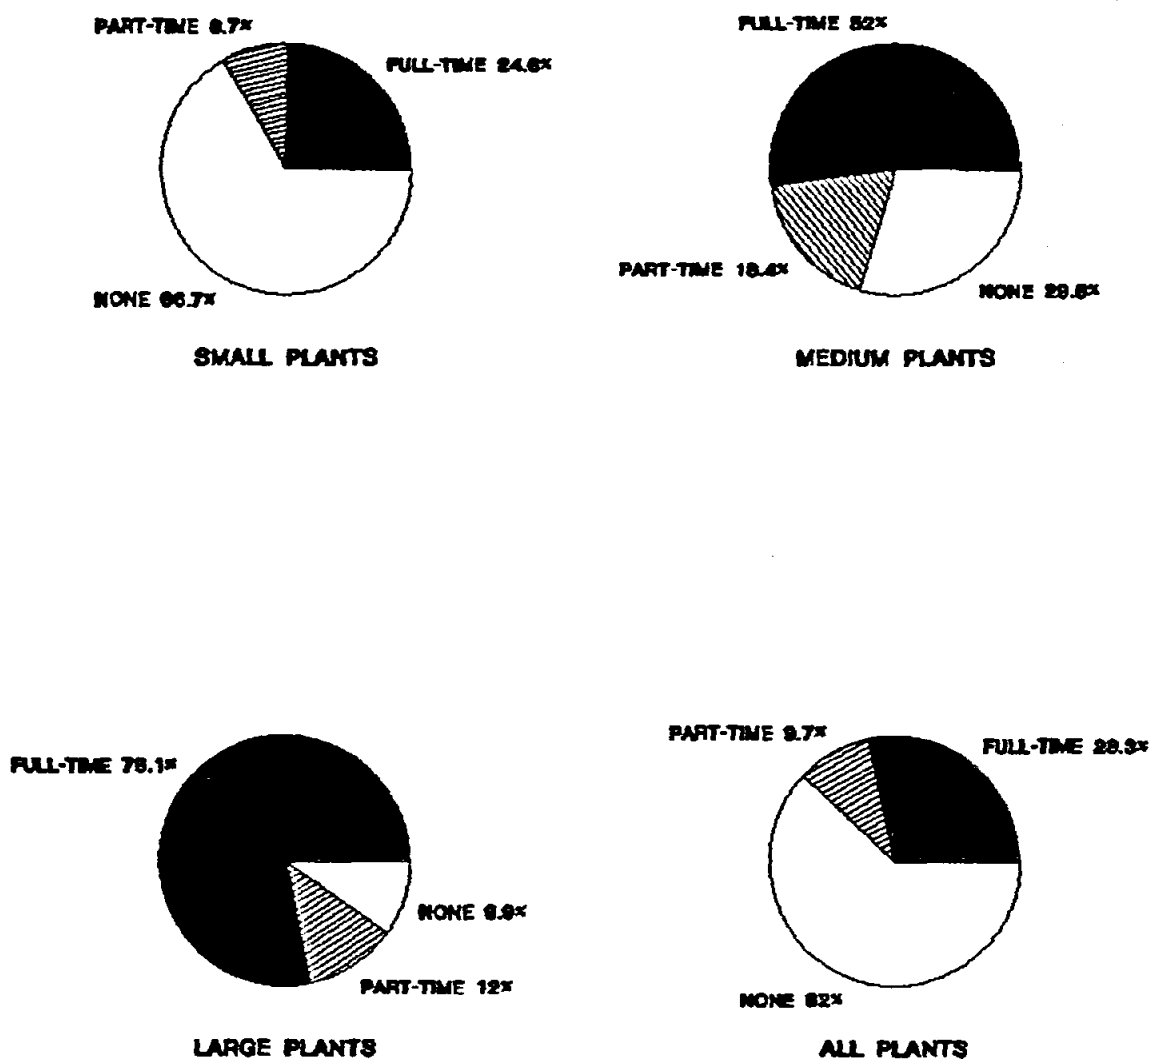 PART-TIME 8.7%
FULL-TIME 24.6%
NONE 66.7%
SMALL PLANTS
FULL-TIME 52%
PART-TIME 18.4%
NONE 29.6%
MEDIUM PLANTS
FULL-TIME 78.1%
NONE 9.9%
PART-TIME 12%
LARGE PLANTS
PART-TIME 9.7%
FULL-TIME 28.3%
NONE 62%
ALL PLANTS